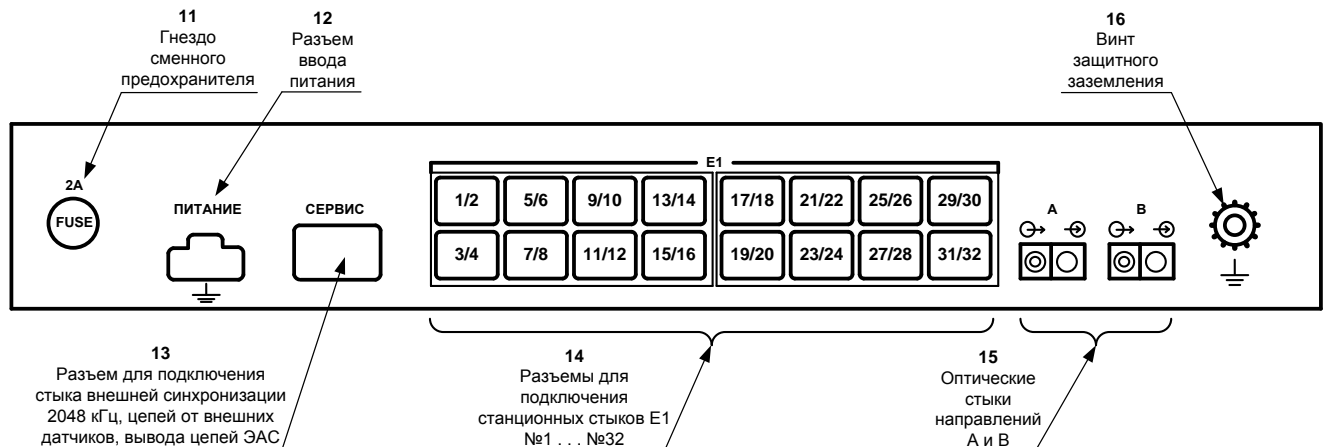 11
Гнездо
сменного
предохранителя
12
Разъем
ввода
питания
16
Винт
защитного
заземления
2А
FUSE
ПИТАНИЕ
СЕРВИС
E1
1/2 5/6 9/10 13/14 17/18 21/22 25/26 29/30
3/4 7/8 11/12 15/16 19/20 23/24 27/28 31/32
А В
13
Разъем для подключения
стыка внешней синхронизации
2048 кГц, цепей от внешних
датчиков, вывода цепей ЭАС
14
Разъемы для
подключения
станционных стыков Е1
№1 . . . №32
15
Оптические
стыки
направлений
А и В